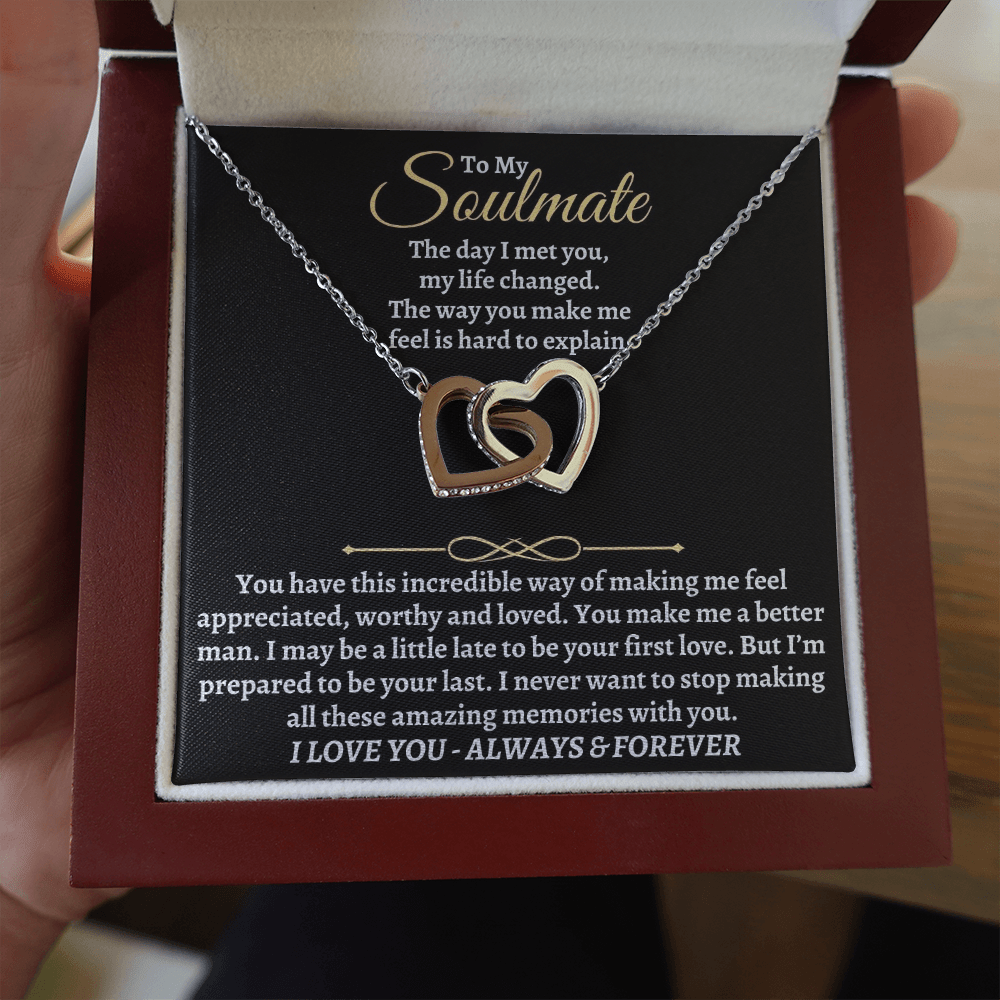 To My
Soulmate
The day I met you,
my life changed.
The way you make me
feel is hard to explain.
You have this incredible way of making me feel
appreciated, worthy and loved. You make me a better
man. I may be a little late to be your first love. But I’m
prepared to be your last. I never want to stop making
all these amazing memories with you.
I LOVE YOU - ALWAYS & FOREVER